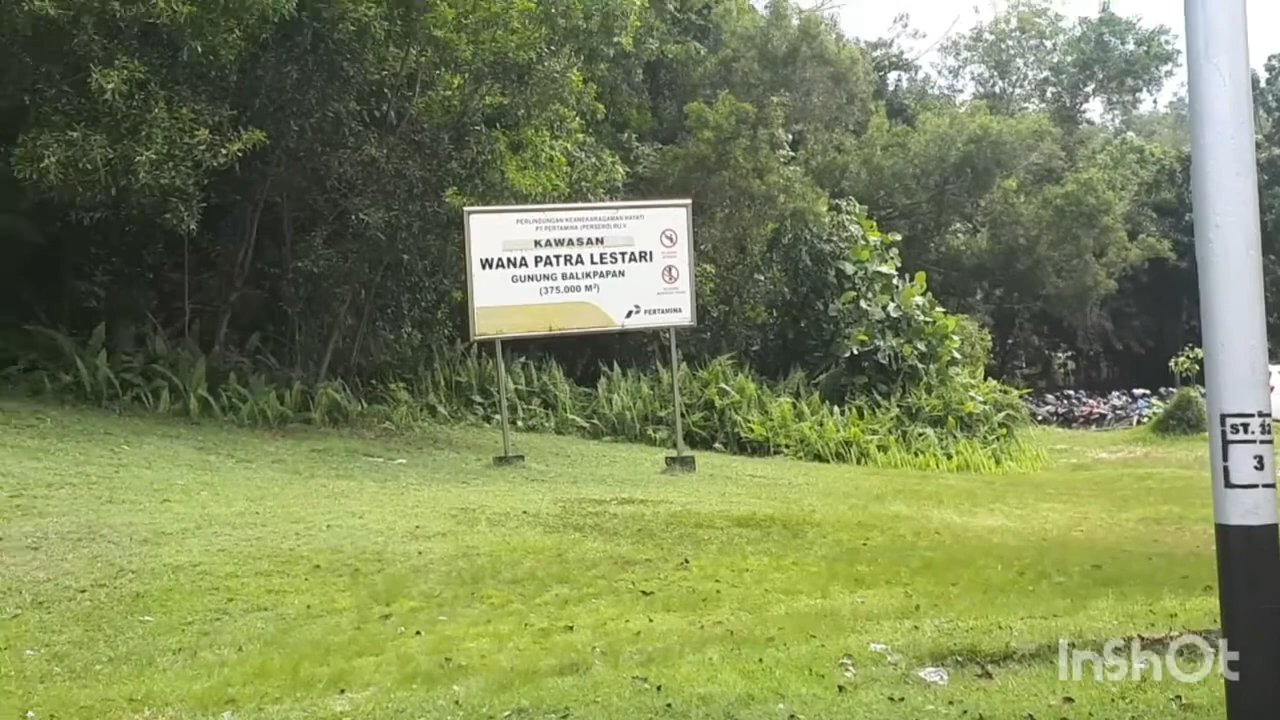 PERLINDUNGAN KEANEKARAGAMAN HAYATI
PT PERTAMINA (PERSERO) RU V
KAWASAN
WANA PATRA LESTARI
GUNUNG BALIKPAPAN
(375.000 M²)
PERTAMINA
ST. 32
3
InShOt